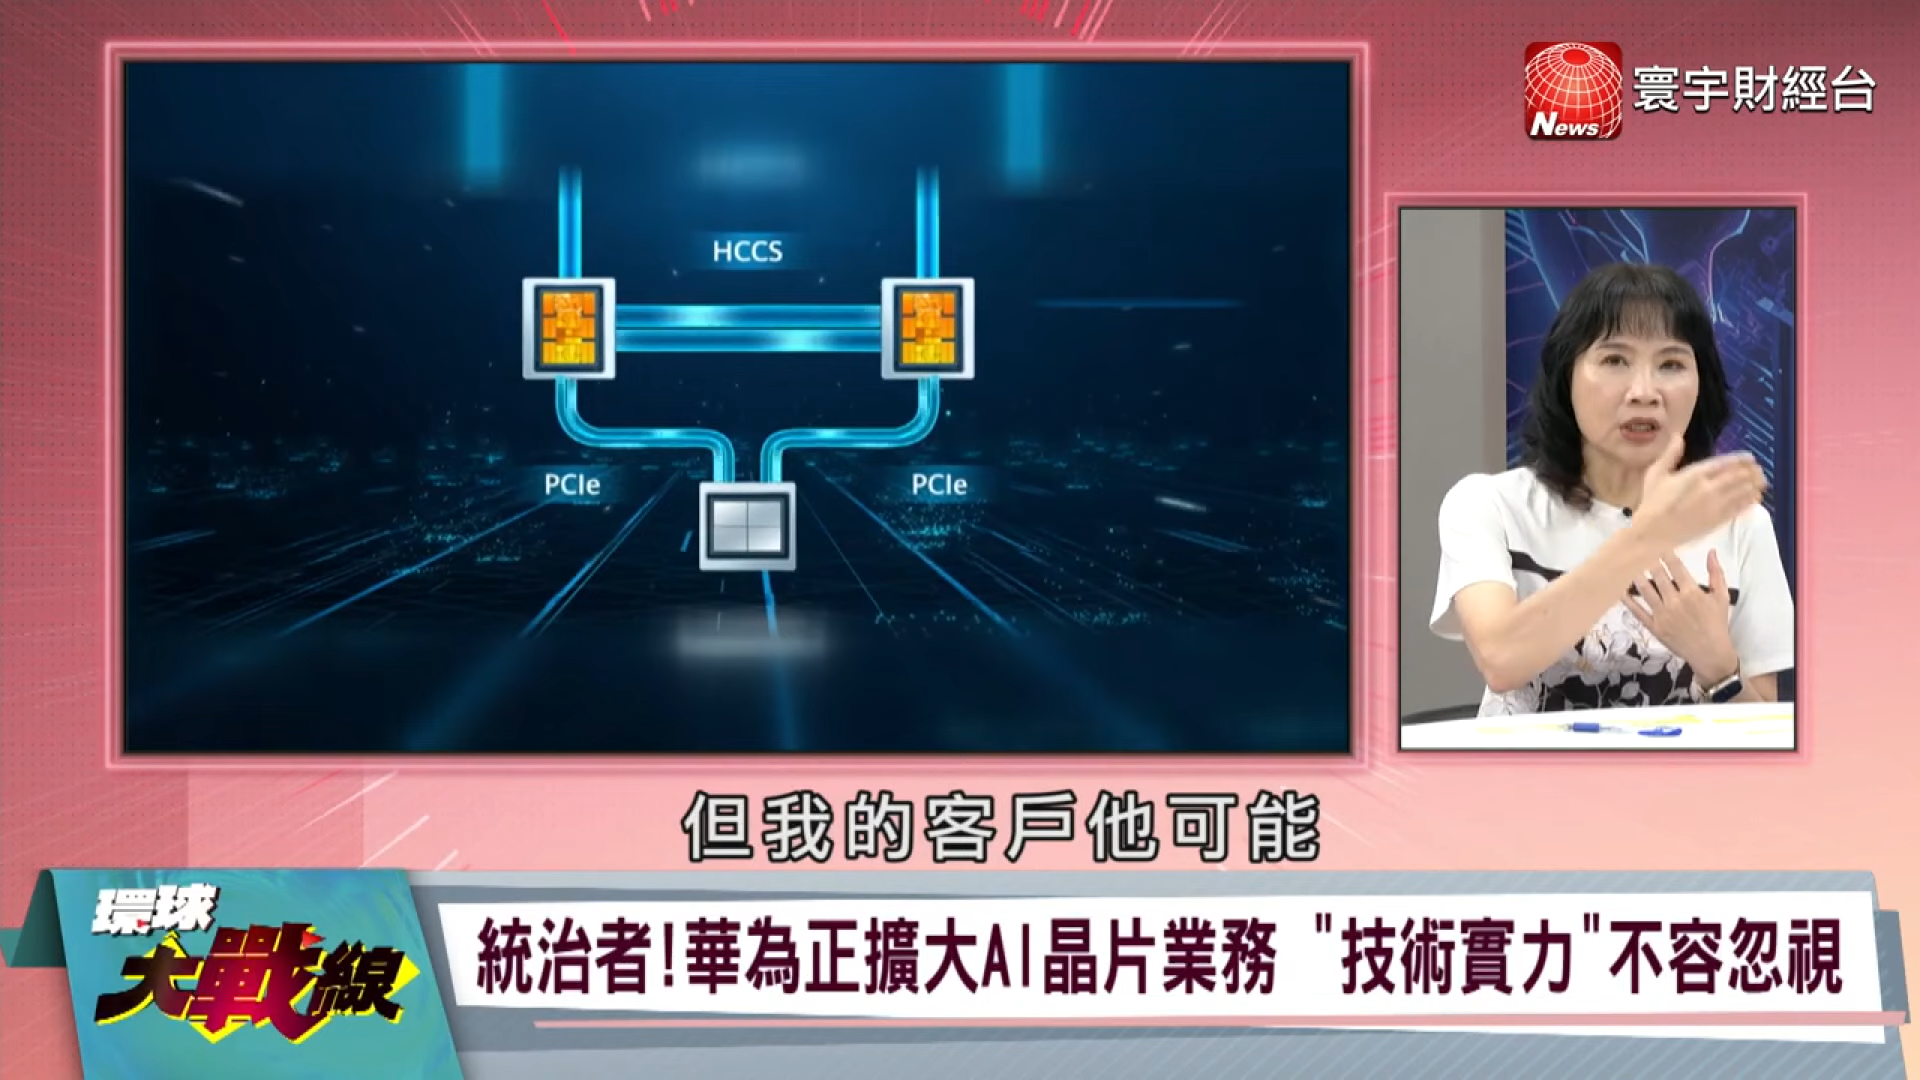 News
寰宇財經台
HCCS
PCIe
PCIe
但我的客戶他可能
環球
大戰線
統治者!華為正擴大AI晶片業務 "技術實力"不容忽視